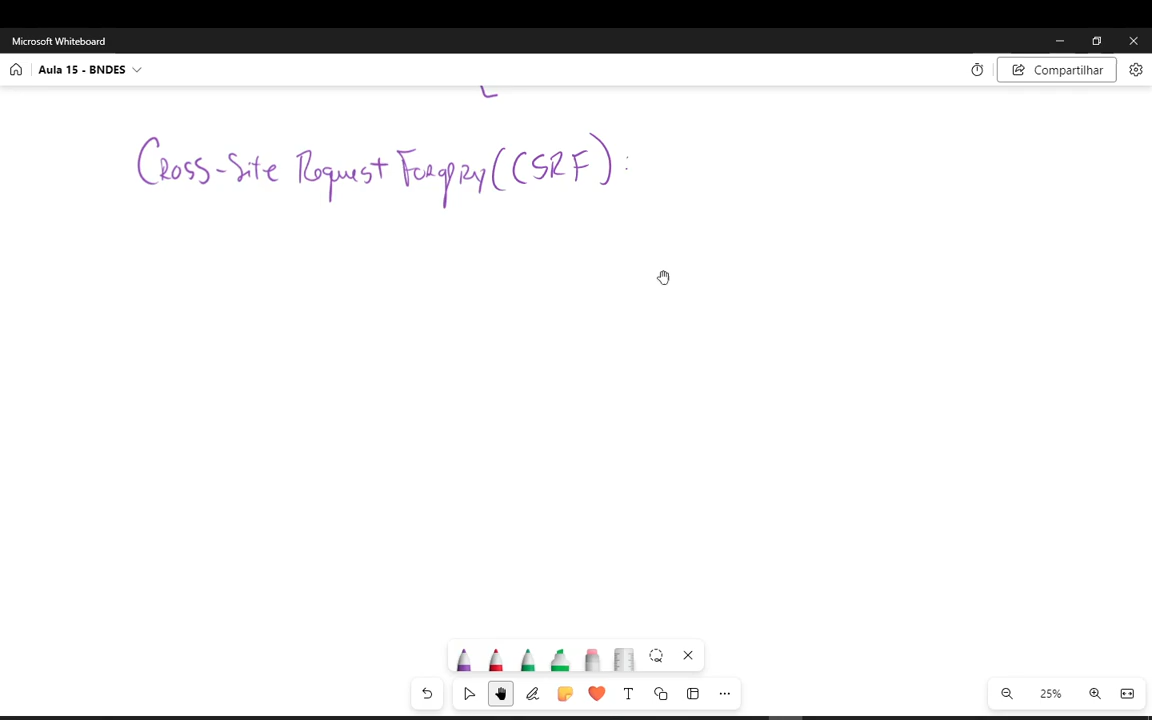 Microsoft Whiteboard
Aula 15 - BNDES
Compartilhar
Cross-Site Request Forgery (CSRF):
25%